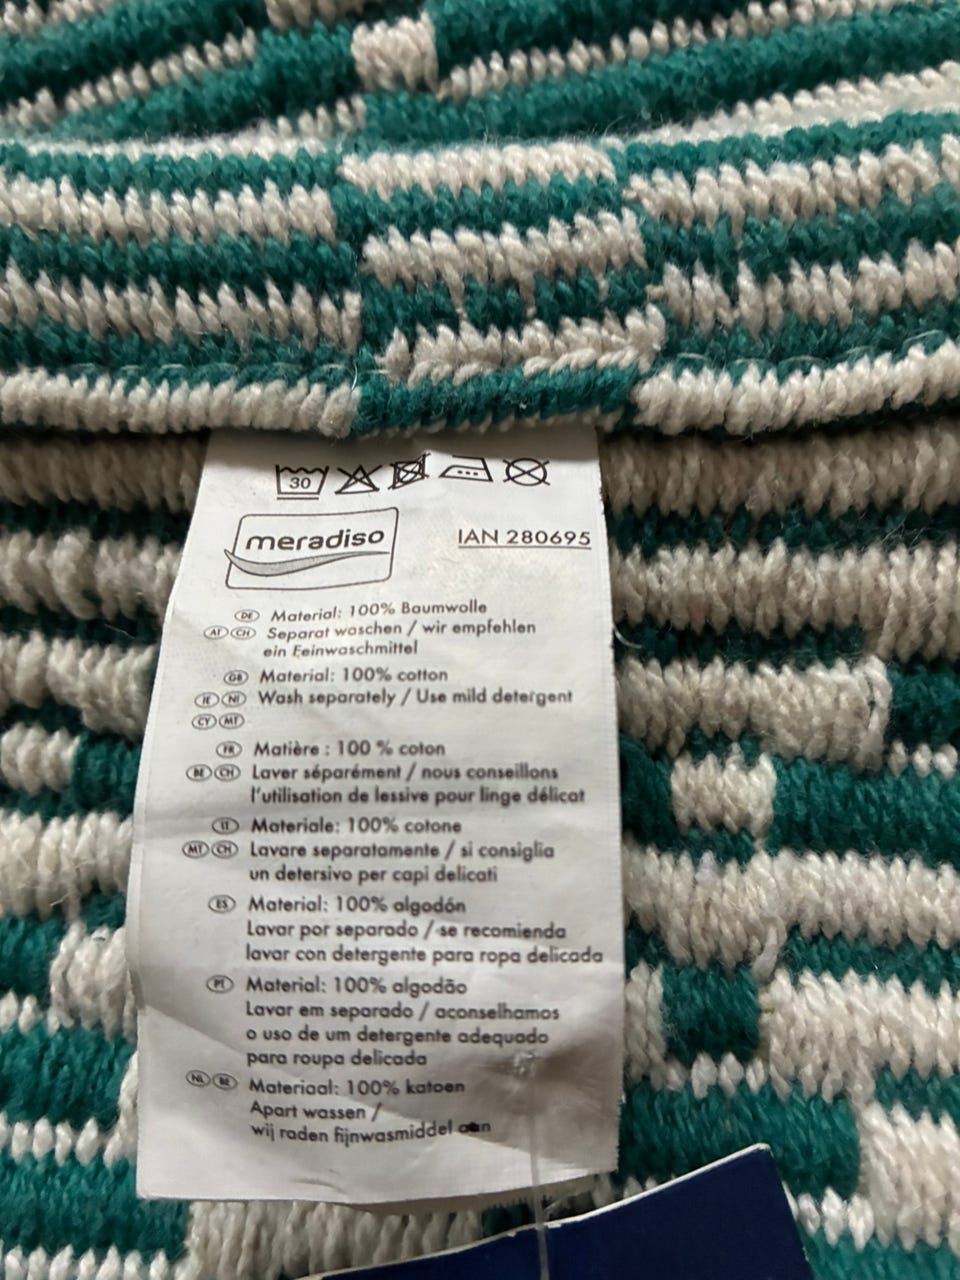 30
meradiso
IAN 280695
DE Material: 100% Baumwolle
AT CH Separat waschen / wir empfehlen
ein Feinwaschmittel
GB Material: 100% cotton
IE NI Wash separately / Use mild detergent
CY MT
FR Matière : 100 % coton
BE CH Laver séparément / nous conseillons
l'utilisation de lessive pour linge délicat
IT Materiale: 100% cotone
MT CH Lavare separatamente / si consiglia
un detersivo per capi delicati
ES Material: 100% algodón
Lavar por separado / se recomienda
lavar con detergente para ropa delicada
PT Material: 100% algodão
Lavar em separado / aconselhamos
o uso de um detergente adequado
para roupa delicada
NL BE Materiaal: 100% katoen
Apart wassen /
wij raden fijnwasmiddel aan